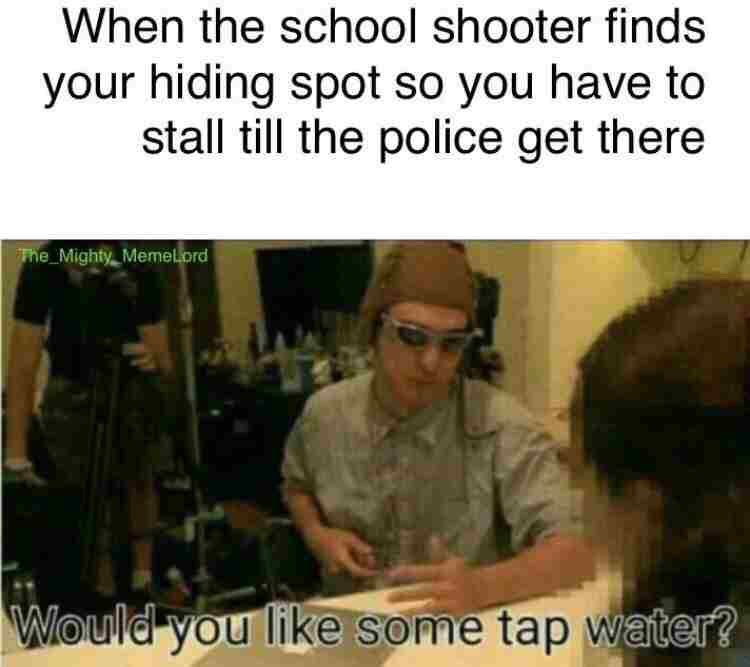 When the school shooter finds
your hiding spot so you have to
stall till the police get there
The_Mighty_MemeLord
Would you like some tap water?